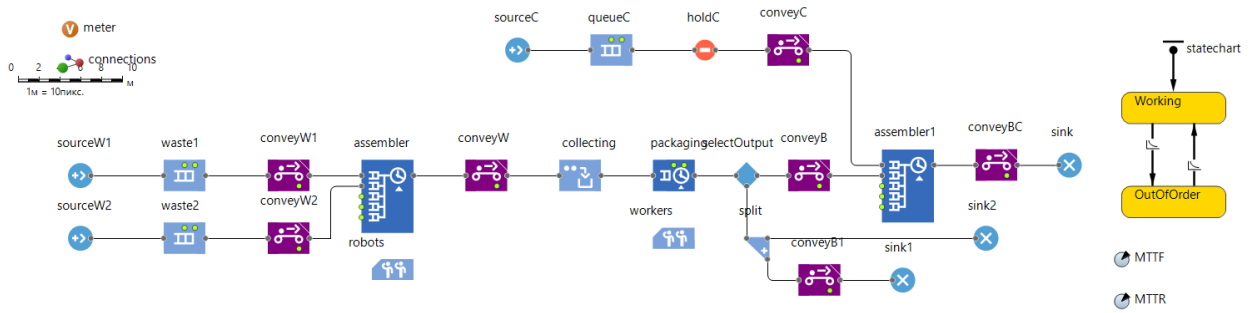 sourceC
queueC
holdC
conveyC
meter
statechart
connections
0 2 4 6 8 10
м
1м = 10пикс.
Working
sourceW1
waste1
conveyW1
assembler
conveyW
collecting
packaging
selectOutput
conveyB
assembler1
conveyBC
sink
sourceW2
waste2
conveyW2
OutOfOrder
workers
split
sink2
robots
conveyB1
sink1
MTTF
MTTR
V